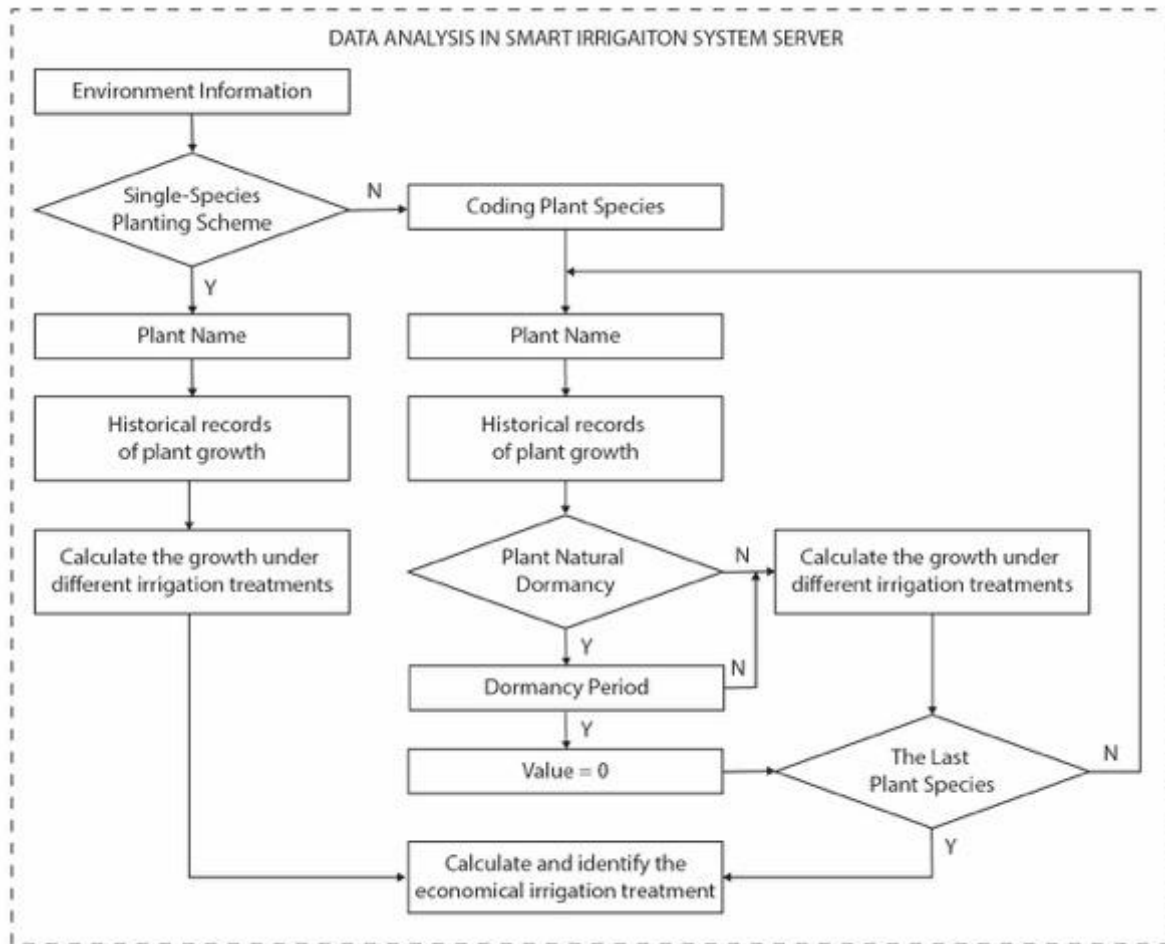 DATA ANALYSIS IN SMART IRRIGAITON SYSTEM SERVER
Environment Information
Single-Species
Planting Scheme
N
Coding Plant Species
Y
Plant Name
Plant Name
Historical records
of plant growth
Historical records
of plant growth
Calculate the growth under
different irrigation treatments
Plant Natural
Dormancy
N
Calculate the growth under
different irrigation treatments
Y
Dormancy Period
N
Y
Value = 0
The Last
Plant Species
N
Y
Calculate and identify the
economical irrigation treatment